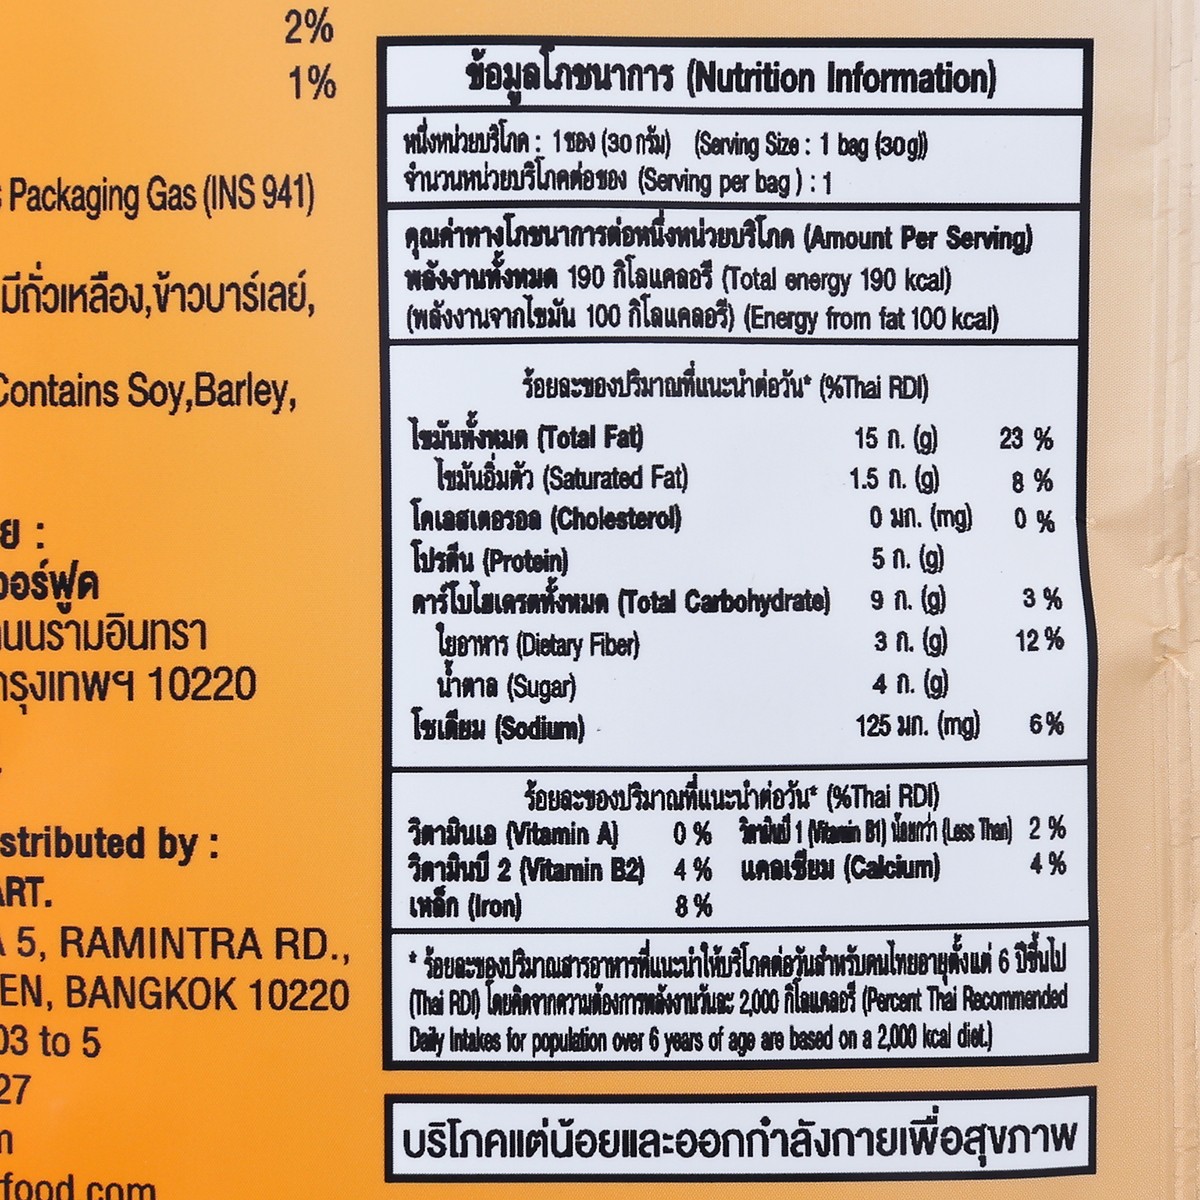 2%
1%
Packaging Gas (INS 941)
มีถั่วเหลือง,ข้าวบาร์เลย์,
Contains Soy,Barley,
กรุงเทพฯ 10220
distributed by :
5, RAMINTRA RD.,
BANGKOK 10220
03 to 5
27
ข้อมูลโภชนาการ (Nutrition Information)
หนึ่งหน่วยบริโภค : 1 ซอง (30 กรัม) (Serving Size : 1 bag (30g))
จำนวนหน่วยบริโภคต่อซอง (Serving per bag) : 1
คุณค่าทางโภชนาการต่อหนึ่งหน่วยบริโภค (Amount Per Serving)
พลังงานทั้งหมด 190 กิโลแคลอรี (Total energy 190 kcal)
(พลังงานจากไขมัน 100 กิโลแคลอรี) (Energy from fat 100 kcal)
ร้อยละของปริมาณที่แนะนำต่อวัน* (%Thai RDI)
ไขมันทั้งหมด (Total Fat) 15 ก. (g) 23 %
ไขมันอิ่มตัว (Saturated Fat) 1.5 ก. (g) 8 %
โคเลสเตอรอล (Cholesterol) 0 มก. (mg) 0 %
โปรตีน (Protein) 5 ก. (g)
คาร์โบไฮเดรตทั้งหมด (Total Carbohydrate) 9 ก. (g) 3 %
ใยอาหาร (Dietary Fiber) 3 ก. (g) 12 %
น้ำตาล (Sugar) 4 ก. (g)
โซเดียม (Sodium) 125 มก. (mg) 6 %
ร้อยละของปริมาณที่แนะนำต่อวัน* (%Thai RDI)
วิตามินเอ (Vitamin A) 0 % วิตามินบี 1 (Vitamin B1) น้อยกว่า (Less Than) 2 %
วิตามินบี 2 (Vitamin B2) 4 % แคลเซียม (Calcium) 4 %
เหล็ก (Iron) 8 %
* ร้อยละของปริมาณสารอาหารที่แนะนำให้บริโภคต่อวันสำหรับคนไทยอายุตั้งแต่ 6 ปีขึ้นไป
(Thai RDI) โดยคิดจากความต้องการพลังงานวันละ 2,000 กิโลแคลอรี (Percent Thai Recommended
Daily Intakes for population over 6 years of age are based on a 2,000 kcal diet.)
บริโภคแต่น้อยและออกกำลังกายเพื่อสุขภาพ